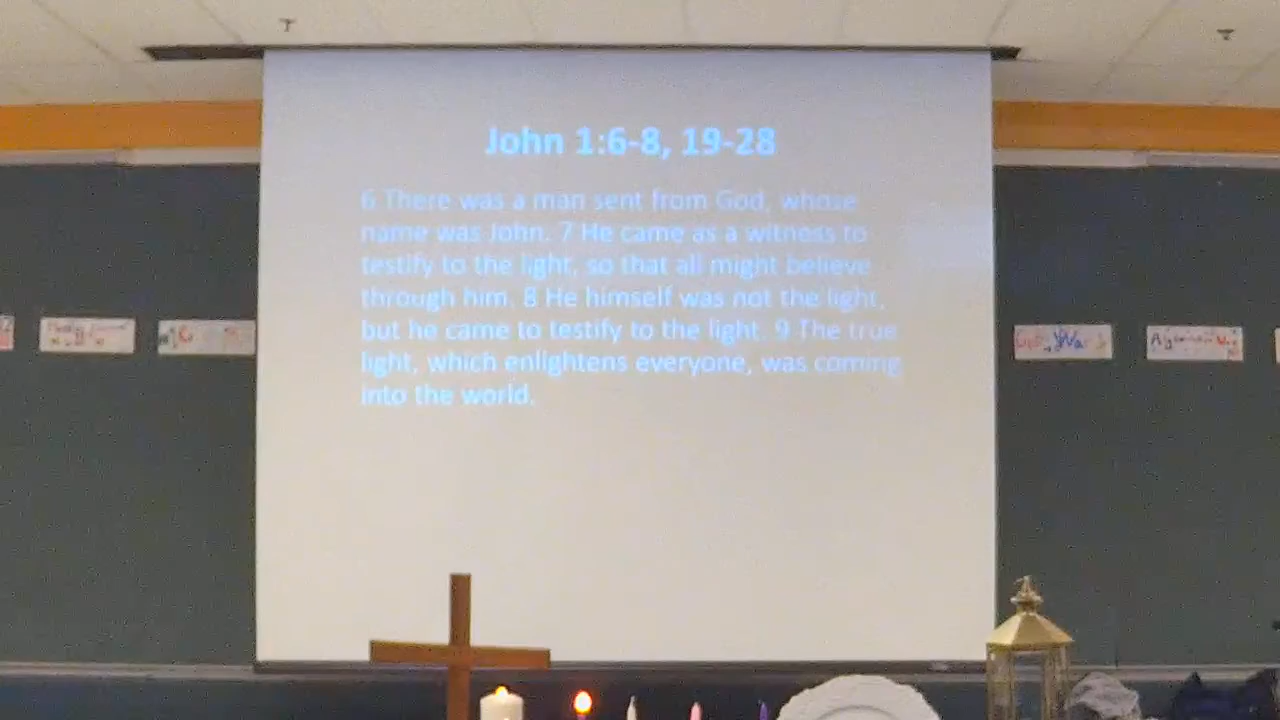 John 1:6-8, 19-28
6 There was a man sent from God, whose
name was John. 7 He came as a witness to
testify to the light, so that all might believe
through him. 8 He himself was not the light,
but he came to testify to the light. 9 The true
light, which enlightens everyone, was coming
into the world.